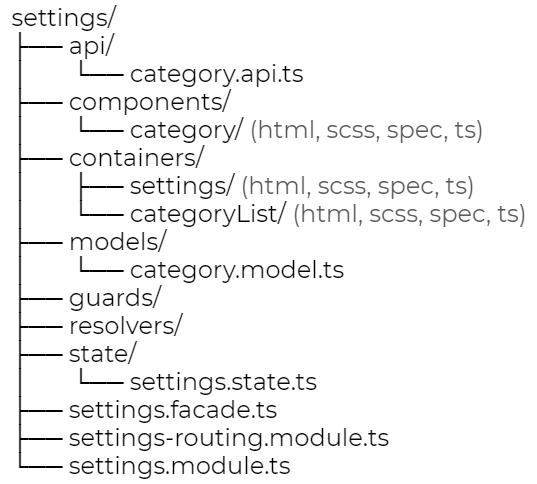 settings/
├── api/
│   └── category.api.ts
├── components/
│   └── category/ (html, scss, spec, ts)
├── containers/
│   ├── settings/ (html, scss, spec, ts)
│   └── categoryList/ (html, scss, spec, ts)
├── models/
│   └── category.model.ts
├── guards/
├── resolvers/
├── state/
│   └── settings.state.ts
├── settings.facade.ts
├── settings-routing.module.ts
└── settings.module.ts